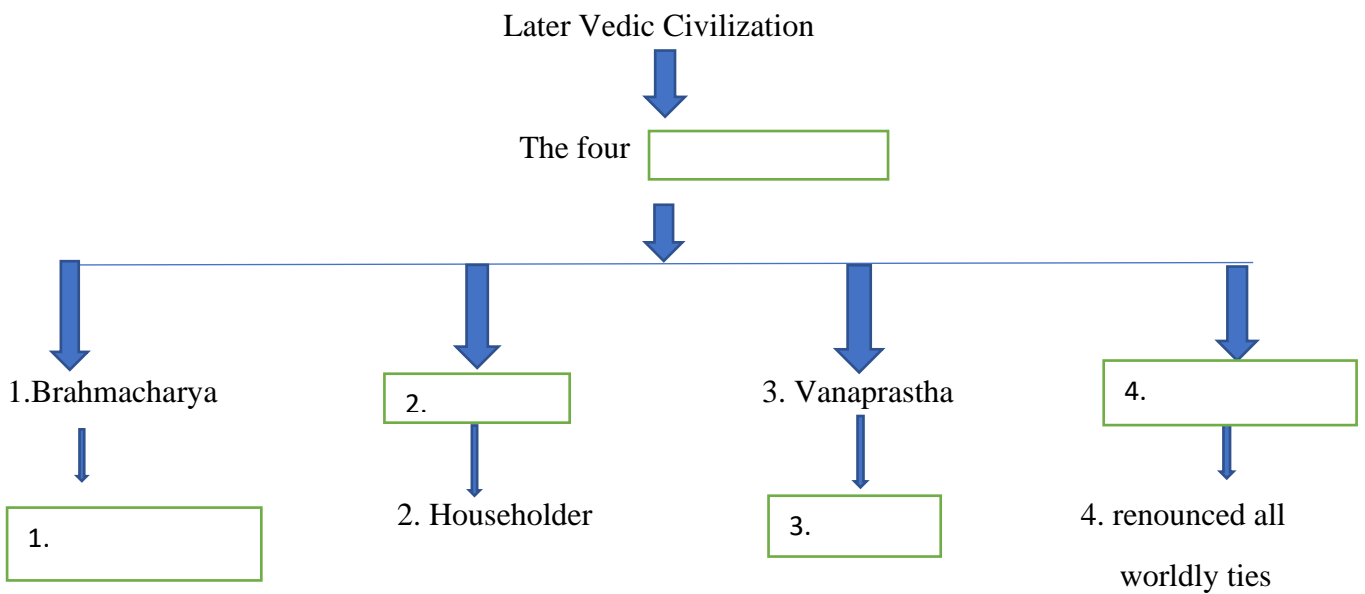 Later Vedic Civilization
The four
1.Brahmacharya
2.
3. Vanaprastha
4.
1.
2. Householder
3.
4. renounced all
worldly ties